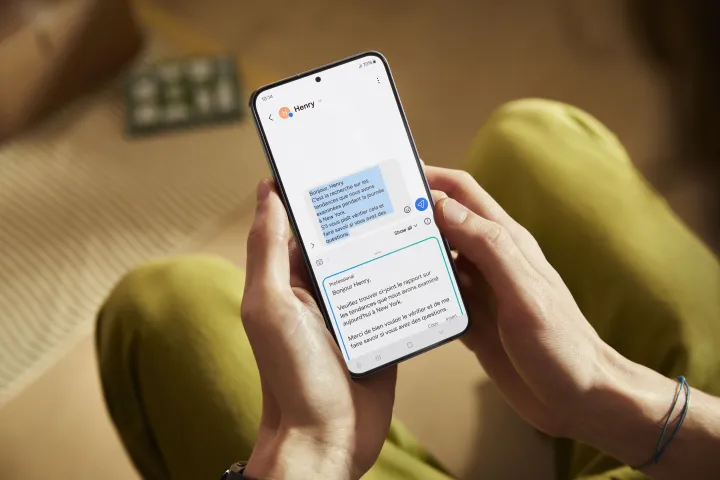 10:14
70%
Henry
Bonjour, Henry.
C'est la recherche sur les
tendances que nous avons
examinées pendant la journée
à New York.
S'il vous plaît vérifier cela et
faire savoir si vous avez des
questions.
Show all
Professional
Bonjour Henry,
Veuillez trouver ci-joint le rapport sur
les tendances que nous avons examiné
aujourd'hui à New York.
Merci de bien vouloir le vérifier et de me
faire savoir si vous avez des questions
Copy Insert